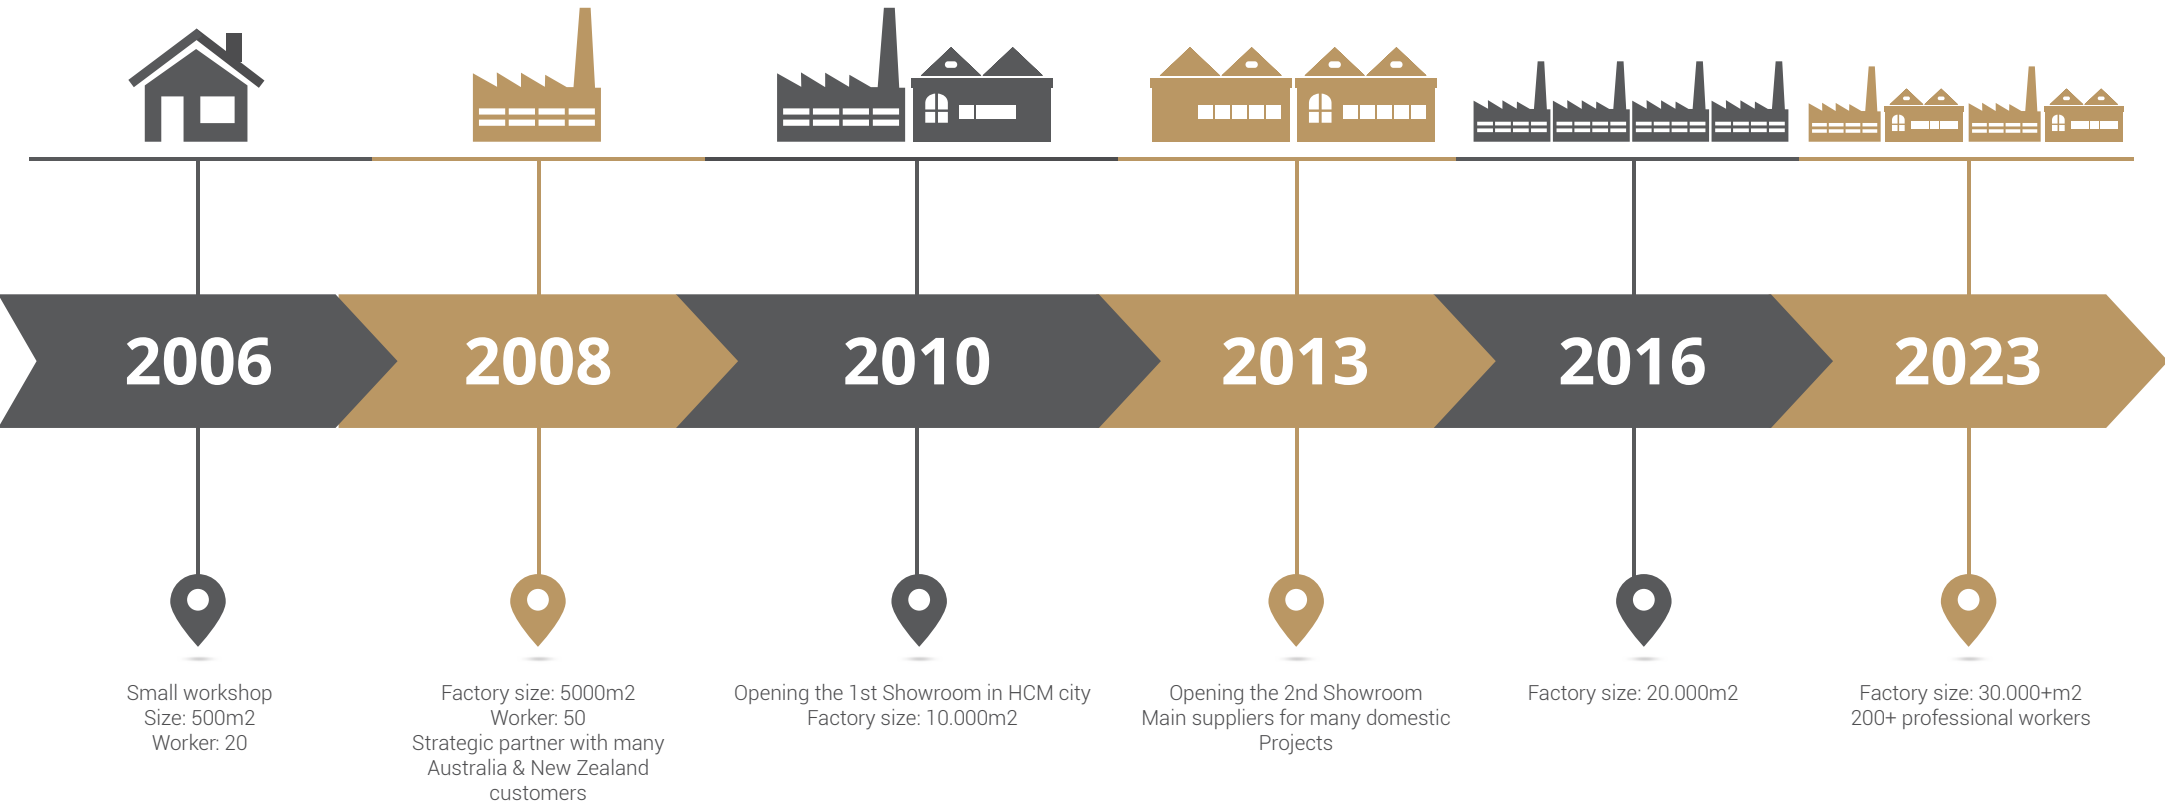 2006
2008
2010
2013
2016
2023
Small workshop
Size: 500m2
Worker: 20
Factory size: 5000m2
Worker: 50
Strategic partner with many
Australia & New Zealand
customers
Opening the 1st Showroom in HCM city
Factory size: 10.000m2
Opening the 2nd Showroom
Main suppliers for many domestic
Projects
Factory size: 20.000m2
Factory size: 30.000+m2
200+ professional workers